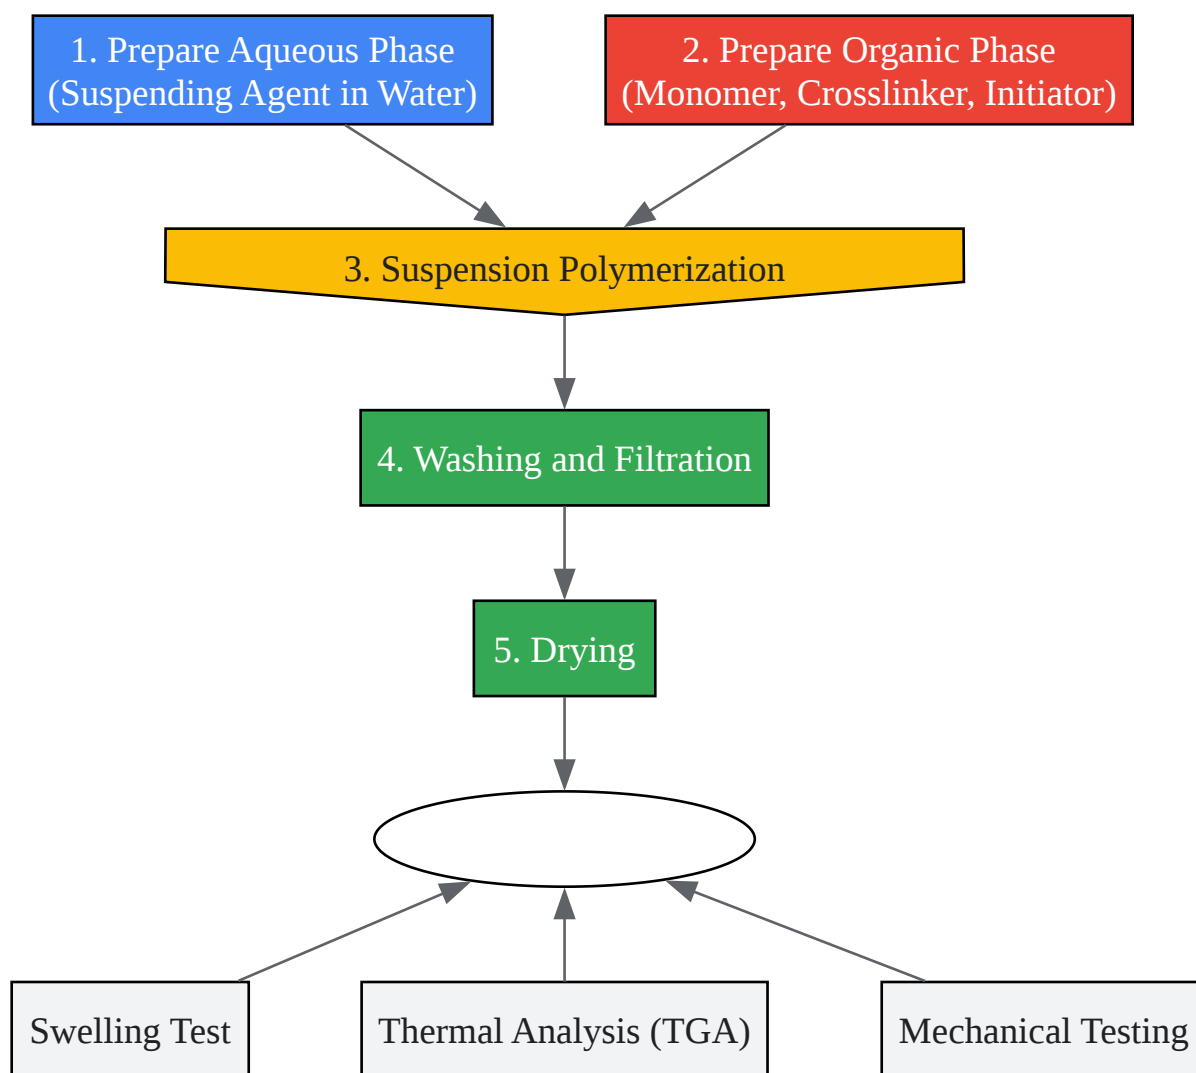 1. Prepare Aqueous Phase
(Suspending Agent in Water)
2. Prepare Organic Phase
(Monomer, Crosslinker, Initiator)
3. Suspension Polymerization
4. Washing and Filtration
5. Drying
Swelling Test
Thermal Analysis (TGA)
Mechanical Testing